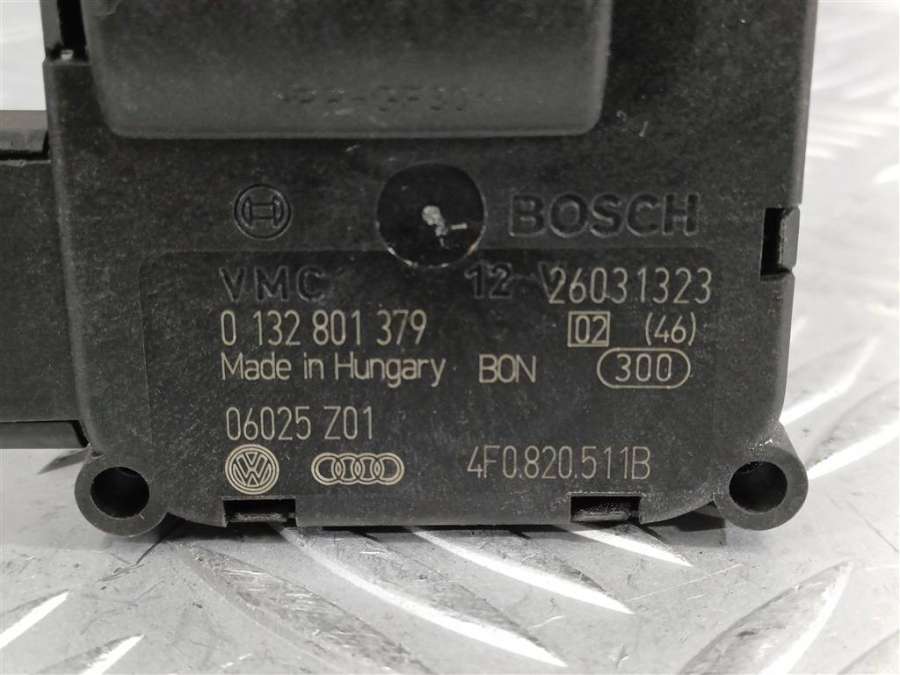 BOSCH
VMC 12 V 26031323
0 132 801 379 02 (46)
Made in Hungary BON 300
06025 Z01
VW 4F0.820.511B